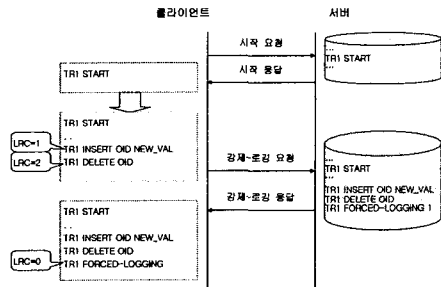 클라이언트
서버
시작 요청
시작 응답
...
TR1 START
TR1 START
TR1 START
...
TR1 INSERT OID NEW_VAL
TR1 DELETE OID
LRC=1
LRC=2
강제~로깅 요청
강제~로깅 응답
...
TR1 START
...
TR1 INSERT OID NEW_VAL
TR1 DELETE OID
TR1 FORCED-LOGGING 1
TR1 START
...
TR1 INSERT OID NEW_VAL
TR1 DELETE OID
TR1 FORCED-LOGGING
LRC=0